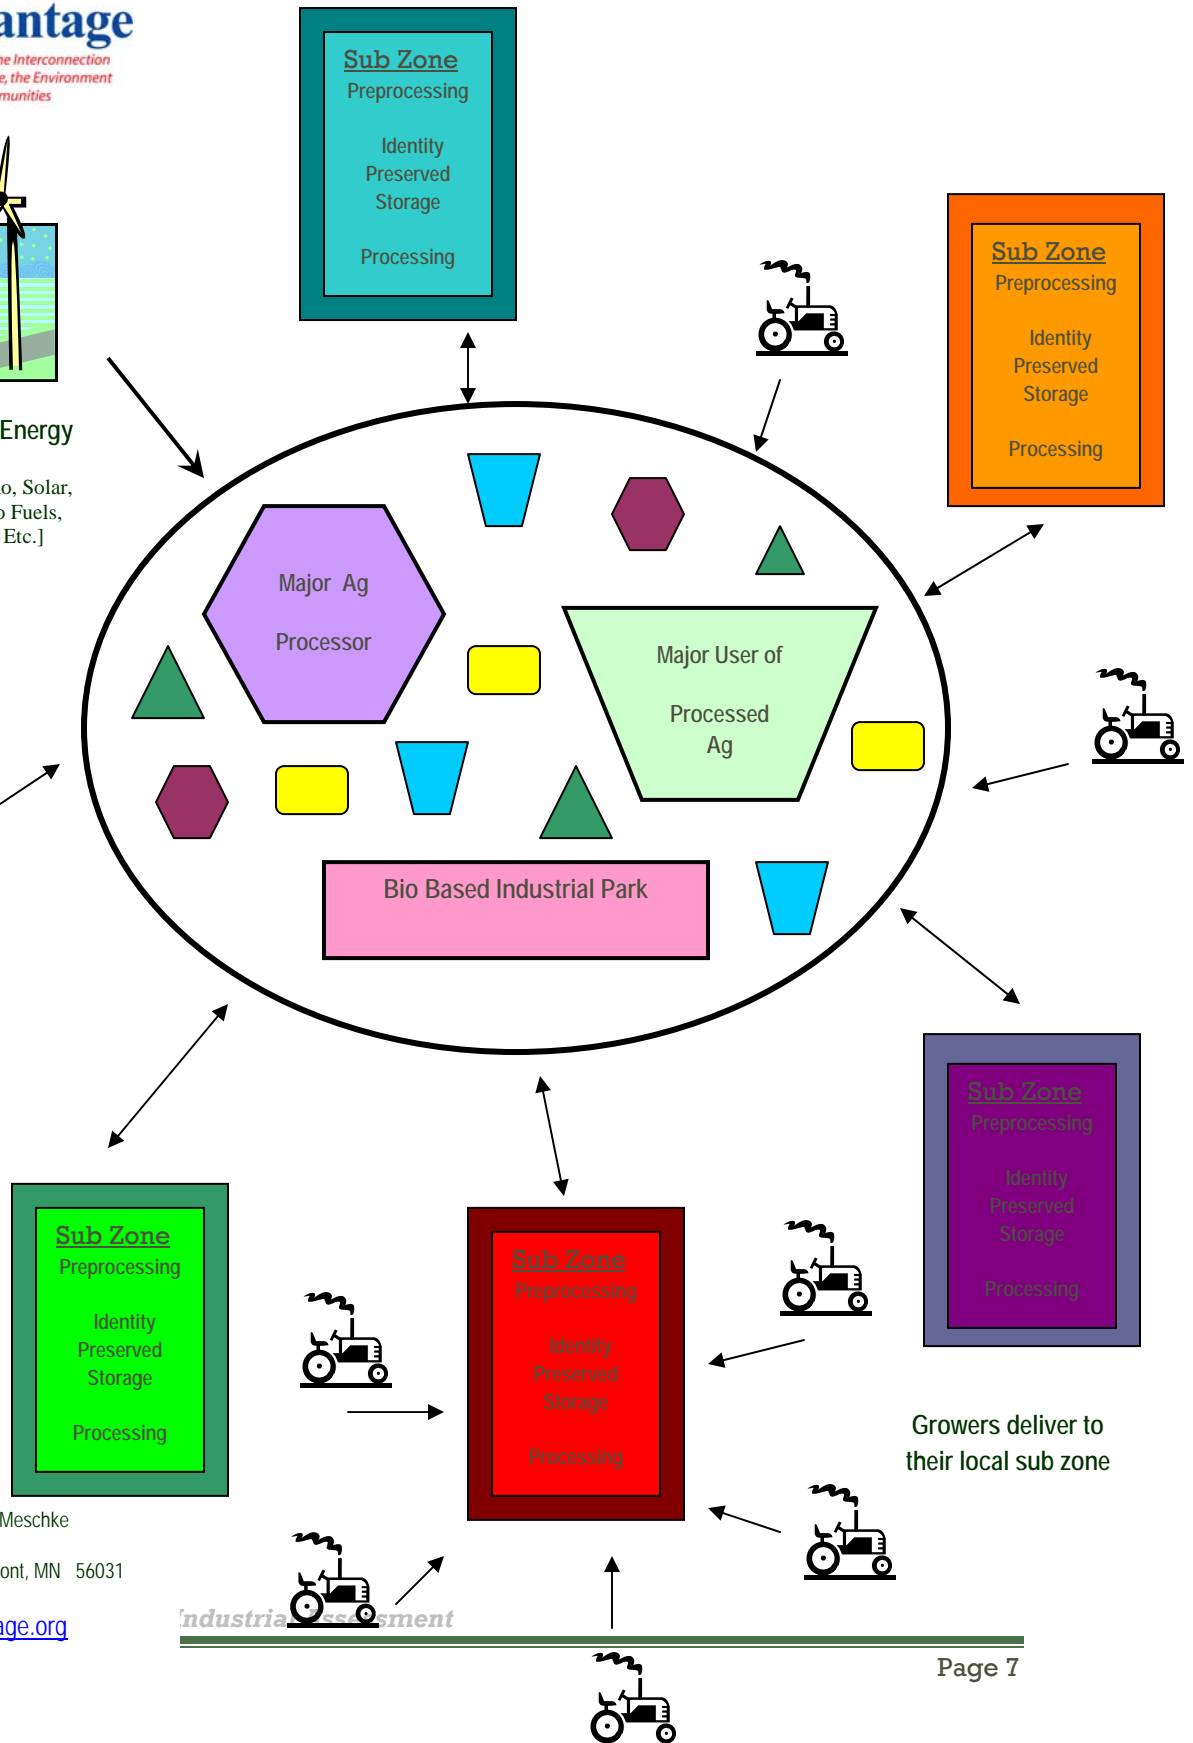 antage
ne Interconnection
e, the Environment
munities
Sub Zone
Preprocessing
Identity
Preserved
Storage
Processing
Sub Zone
Preprocessing
Identity
Preserved
Storage
Processing
Energy
o, Solar,
o Fuels,
Etc.]
Major Ag
Processor
Major User of
Processed
Ag
Bio Based Industrial Park
Sub Zone
Preprocessing
Identity
Preserved
Storage
Processing
Sub Zone
Preprocessing
Identity
Preserved
Storage
Processing
Sub Zone
Preprocessing
Identity
Preserved
Storage
Processing
Growers deliver to
their local sub zone
Meschke
ont, MN 56031
age.org
Industrial Assessment
Page 7